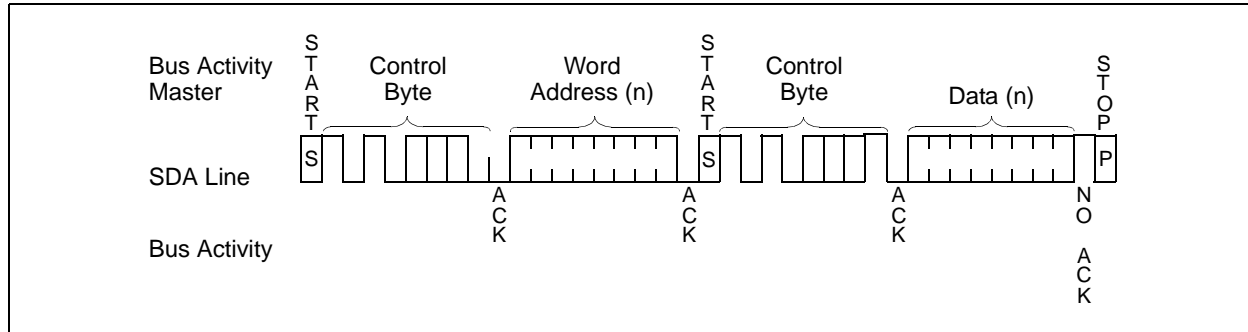 Bus Activity
Master
START
Control
Byte
Word
Address (n)
START
Control
Byte
Data (n)
STOP
SDA Line
S
S
P
Bus Activity
ACK
ACK
ACK
NO ACK